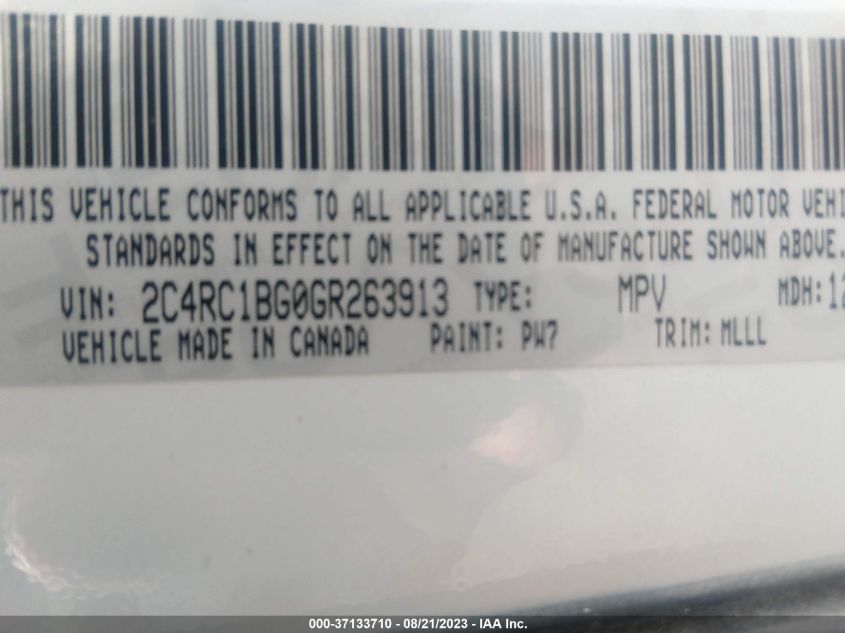 THIS VEHICLE CONFORMS TO ALL APPLICABLE U.S.A. FEDERAL MOTOR VEHI
STANDARDS IN EFFECT ON THE DATE OF MANUFACTURE SHOWN ABOVE.
VIN: 2C4RC1BG0GR263913 TYPE: MPV MDH:12
VEHICLE MADE IN CANADA PAINT: PW7 TRIM: MLLL
000-37133710 - 08/21/2023 - IAA Inc.